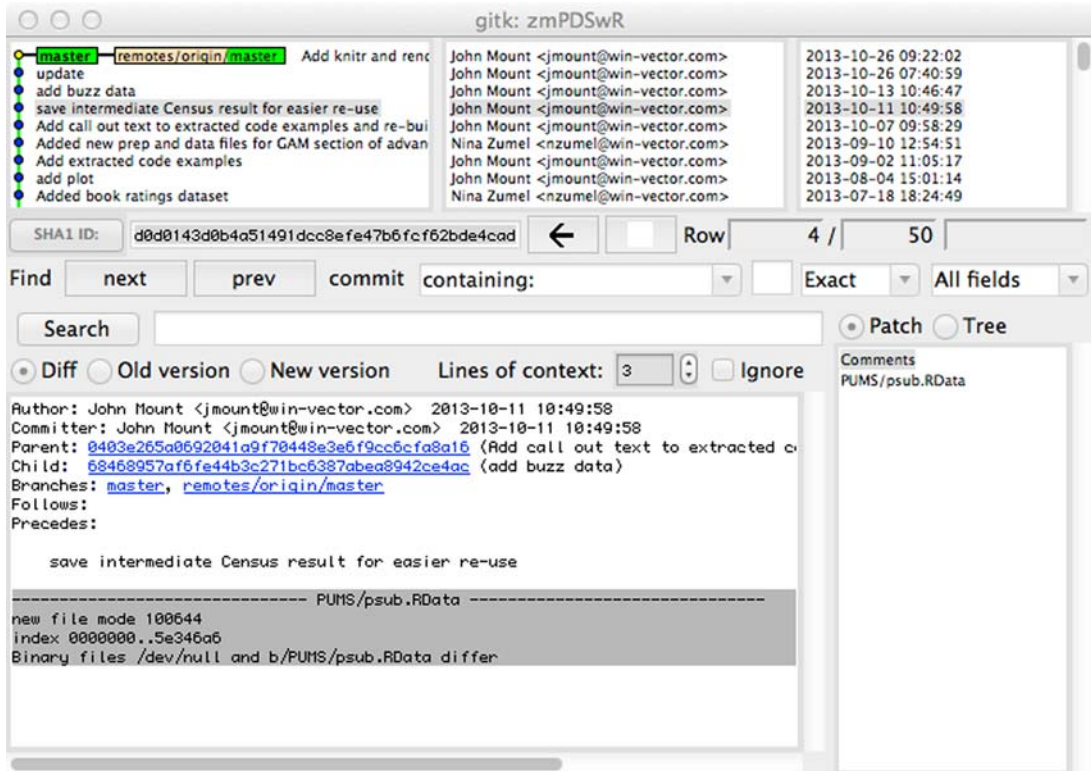 gitk: zmPDSwR
master remotes/origin/master Add knitr and rend John Mount <jmount@win-vector.com> 2013-10-26 09:22:02
update John Mount <jmount@win-vector.com> 2013-10-26 07:40:59
add buzz data John Mount <jmount@win-vector.com> 2013-10-13 10:46:47
save intermediate Census result for easier re-use John Mount <jmount@win-vector.com> 2013-10-11 10:49:58
Add call out text to extracted code examples and re-bui John Mount <jmount@win-vector.com> 2013-10-07 09:58:29
Added new prep and data files for GAM section of advan Nina Zumel <nzumel@win-vector.com> 2013-09-10 12:54:51
Add extracted code examples John Mount <jmount@win-vector.com> 2013-09-02 11:05:17
add plot John Mount <jmount@win-vector.com> 2013-08-04 15:01:14
Added book ratings dataset Nina Zumel <nzumel@win-vector.com> 2013-07-18 18:24:49
SHA1 ID: d0d0143d0b4a51491dcc8efe47b6fcf62bde4cad ← Row 4 / 50
Find next prev commit containing: Exact All fields
Search Patch Tree
Diff Old version New version Lines of context: 3 Ignore
Comments
PUMS/psub.RData
Author: John Mount <jmount@win-vector.com> 2013-10-11 10:49:58
Committer: John Mount <jmount@win-vector.com> 2013-10-11 10:49:58
Parent: 0403e265a0692041a9f70448e3e6f9cc6cfa8a16 (Add call out text to extracted co
Child: 68468957af6fe44b3c271bc6387abea8942ce4ac (add buzz data)
Branches: master, remotes/origin/master
Follows:
Precedes:
save intermediate Census result for easier re-use
------------------------------- PUMS/psub.RData -------------------------------
new file mode 100644
index 0000000..5e346a6
Binary files /dev/null and b/PUMS/psub.RData differ